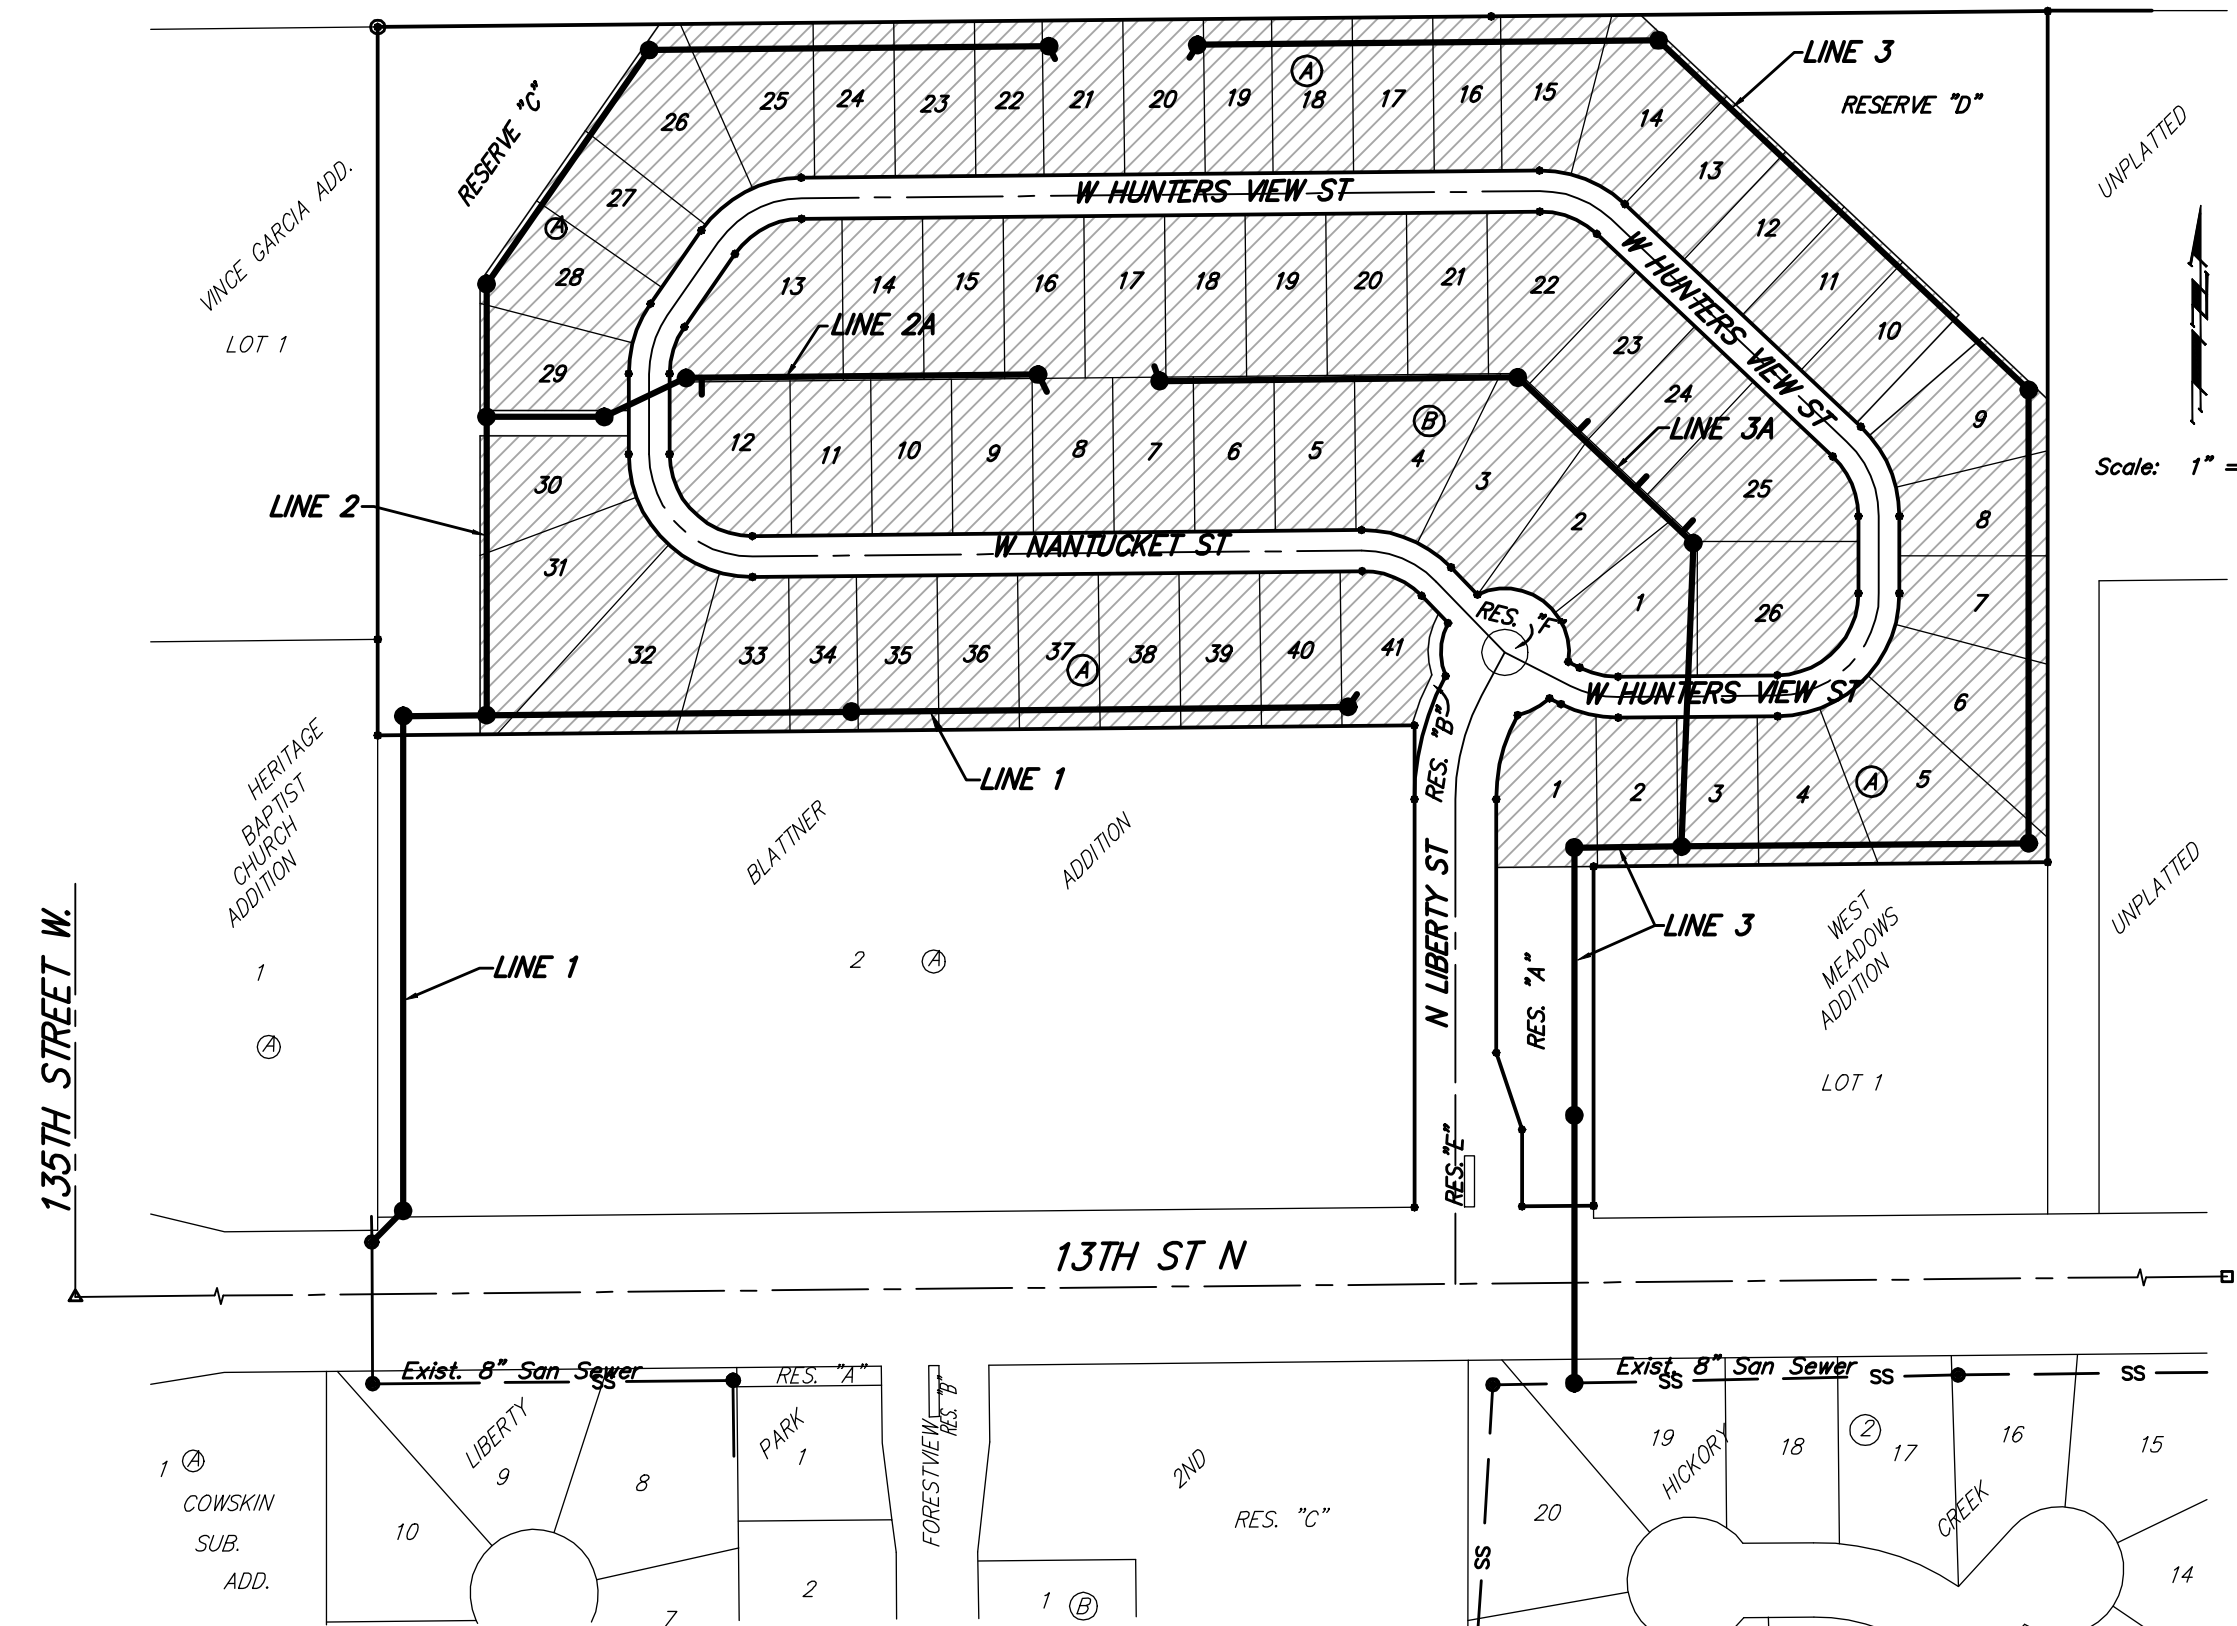 LINE 3
RESERVE "D"
RESERVE "C"
UNPLATTED
VINCE GARCIA ADD.
LOT 1
26
25
24
23
22
21
20
19
A
18
17
16
15
14
13
12
11
10
9
8
7
6
5
27
A
28
29
30
31
32
W HUNTERS VIEW ST
W HUNTERS VIEW ST
13
14
15
16
17
18
19
20
21
22
23
24
25
26
LINE 2A
LINE 3A
12
11
10
9
8
7
6
5
B
4
3
2
1
Scale: 1" =
LINE 2
W NANTUCKET ST
RES. "F"
33
34
35
36
37
A
38
39
40
41
W HUNTERS VIEW ST
RES. "B"
1
2
3
4
A
LINE 1
HERITAGE
BAPTIST
CHURCH
ADDITION
1
A
BLATTNER ADDITION
2 A
LINE 1
N LIBERTY ST
RES. "A"
RES. "E"
LINE 3
WEST
MEADOWS
ADDITION
LOT 1
UNPLATTED
135TH STREET W.
13TH ST N
Exist. 8" San Sewer
SS
RES. "A"
RES. "B"
Exist. 8" San Sewer
SS
SS
SS
SS
1 A
COWSKIN
SUB.
ADD.
LIBERTY
PARK
2ND
10
9
8
7
1
2
FORESTVIEW
RES. "C"
1 B
HICKORY
CREEK
20
19
18
2
17
16
15
14